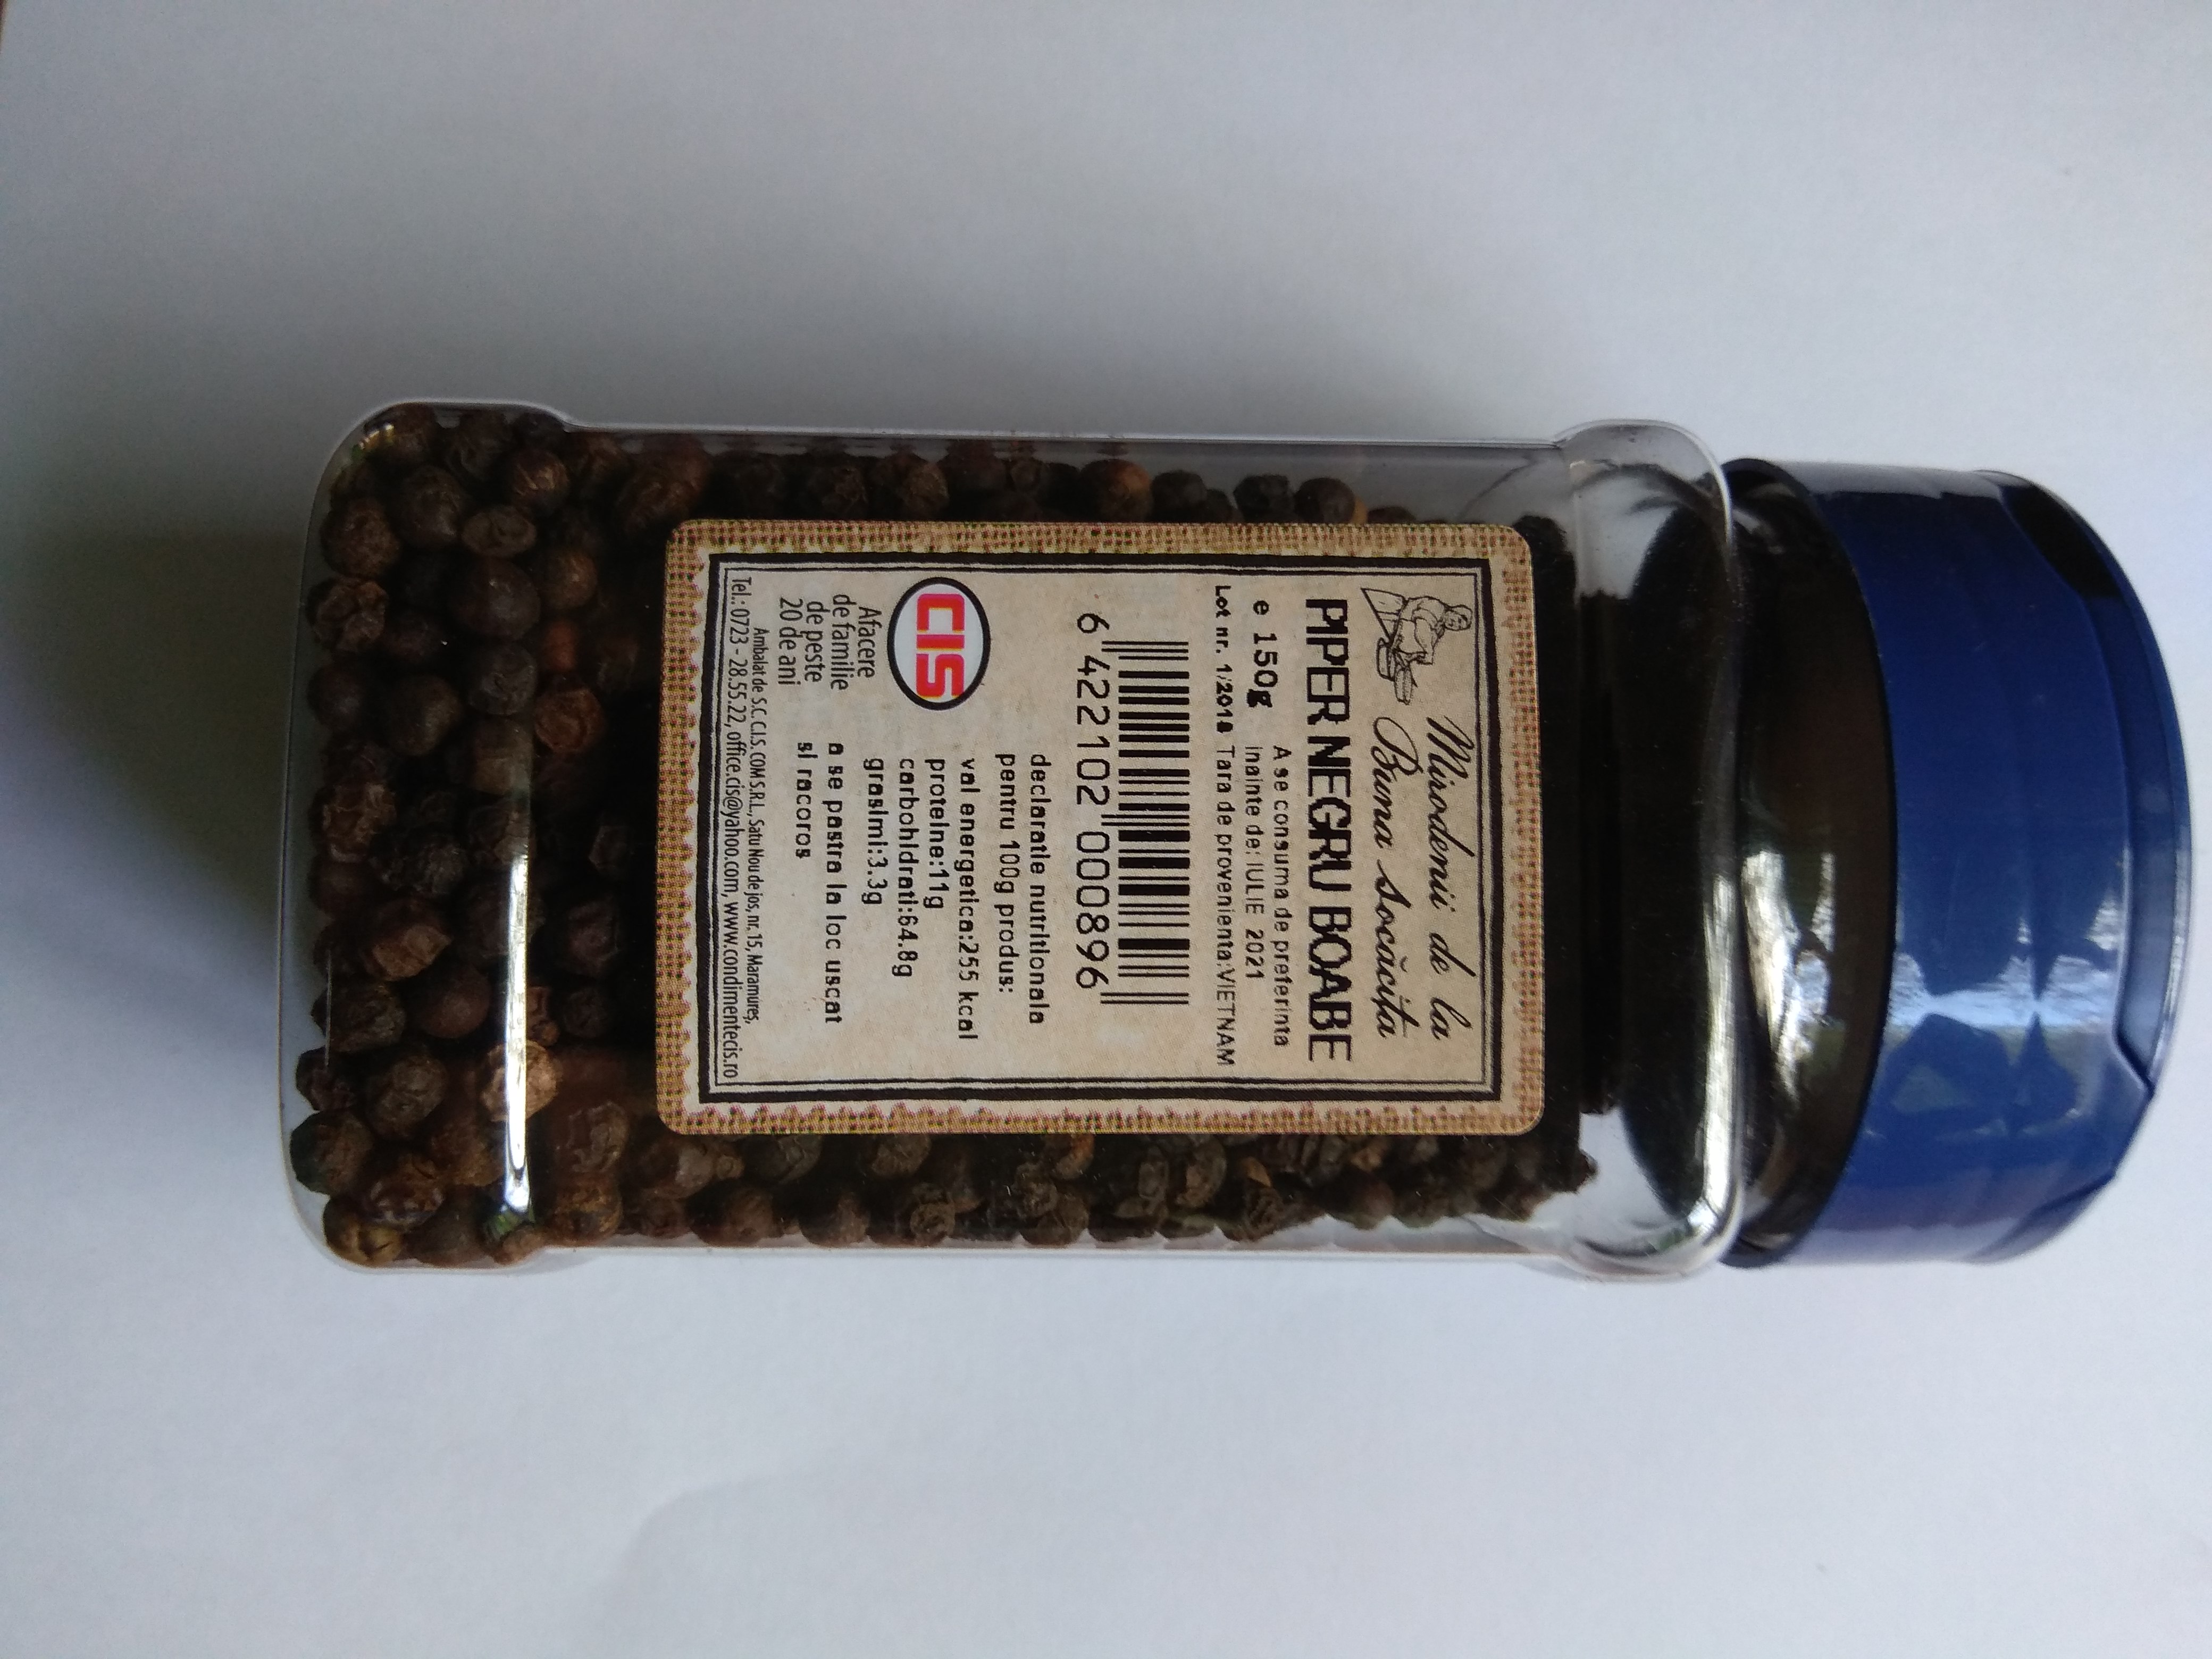 Mirodenii de la
Buna socăcița
PIPER NEGRU BOABE
e 150g
A se consuma de preferinta
inainte de: IULIE 2021
Lot nr. 1/2018 Tara de provenienta:VIETNAM
6 422102 000896
declaratie nutritionala
pentru 100g produs:
val energetica:255 kcal
proteine:11g
carbohidrati:64.8g
grasimi:3.3g
a se pastra la loc uscat
si racoros
CIS
Afacere
de familie
de peste
20 de ani
Ambalat de S.C. C.I.S. COM S.R.L., Satu Nou de jos, nr. 15, Maramureș,
Tel.: 0723 - 28.55.22, office.cis@yahoo.com, www.condimentecis.ro